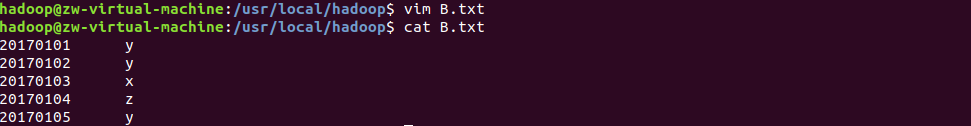 hadoop@zw-virtual-machine:/usr/local/hadoop$ vim B.txt
hadoop@zw-virtual-machine:/usr/local/hadoop$ cat B.txt
20170101 y
20170102 y
20170103 x
20170104 z
20170105 y